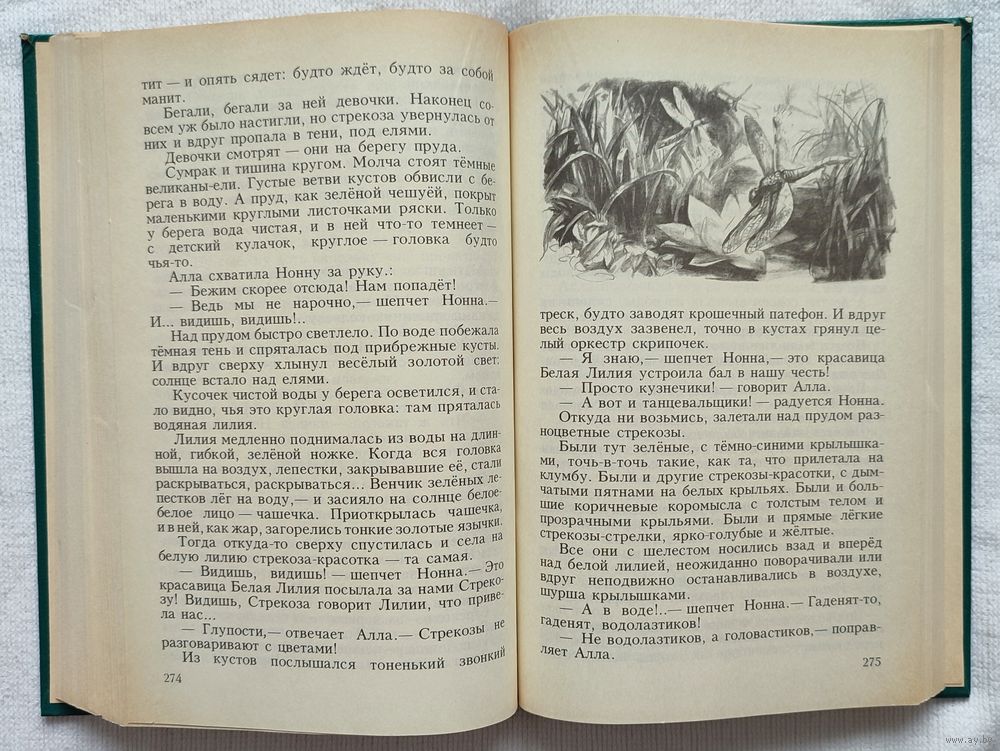 тит — и опять сядет: будто ждёт, будто за собой
манит.
Бегали, бегали за ней девочки. Наконец со-
всем уж было настигли, но стрекоза увернулась от
них и вдруг пропала в тени, под елями.
Девочки смотрят — они на берегу пруда.
Сумрак и тишина кругом. Молча стоят тёмные
великаны-ели. Густые ветви кустов обвисли с бе-
рега в воду. А пруд, как зелёной чешуёй, покрыт
маленькими круглыми листочками ряски. Только
у берега вода чистая, и в ней что-то темнеет —
с детский кулачок, круглое — головка будто
чья-то.
Алла схватила Нонну за руку.:
— Бежим скорее отсюда! Нам попадёт!
— Ведь мы не нарочно,— шепчет Нонна.—
И... видишь, видишь!..
Над прудом быстро светлело. По воде побежала
тёмная тень и спряталась под прибрежные кусты.
И вдруг сверху хлынул весёлый золотой свет:
солнце встало над елями.
Кусочек чистой воды у берега осветился, и ста-
ло видно, чья это круглая головка: там пряталась
водяная лилия.
Лилия медленно поднималась из воды на длин-
ной, гибкой, зелёной ножке. Когда вся головка
вышла на воздух, лепестки, закрывавшие её, стали
раскрываться, раскрываться... Венчик зелёных ле-
пестков лёг на воду,— и засияло на солнце белое-
белое лицо — чашечка. Приоткрылась чашечка,
и в ней, как жар, загорелись тонкие золотые язычки.
Тогда откуда-то сверху спустилась и села на
белую лилию стрекоза-красотка — та самая.
— Видишь, видишь! — шепчет Нонна.— Это
красавица Белая Лилия посылала за нами Стреко-
зу! Видишь, Стрекоза говорит Лилии, что приве-
ла нас...
— Глупости,— отвечает Алла.— Стрекозы не
разговаривают с цветами!
Из кустов послышался тоненький звонкий
274
треск, будто заводят крошечный патефон. И вдруг
весь воздух зазвенел, точно в кустах грянул це-
лый оркестр скрипочек.
— Я знаю,— шепчет Нонна,— это красавица
Белая Лилия устроила бал в нашу честь!
— Просто кузнечики! — говорит Алла.
— А вот и танцевальщики! — радуется Нонна.
Откуда ни возьмись, залетали над прудом раз-
ноцветные стрекозы.
Были тут зелёные, с тёмно-синими крылышка-
ми, точь-в-точь такие, как та, что прилетала на
клумбу. Были и другие стрекозы-красотки, с дым-
чатыми пятнами на белых крыльях. Были и боль-
шие коричневые коромысла с толстым телом и
прозрачными крыльями. Были и прямые лёгкие
стрекозы-стрелки, ярко-голубые и жёлтые.
Все они с шелестом носились взад и вперёд
над белой лилией, неожиданно поворачивали или
вдруг неподвижно останавливались в воздухе,
шурша крылышками.
— А в воде!..— шепчет Нонна.— Гаденят-то,
гаденят, водолазтиков!
— Не водолазтиков, а головастиков,— поправ-
ляет Алла.
275
www.ay.by